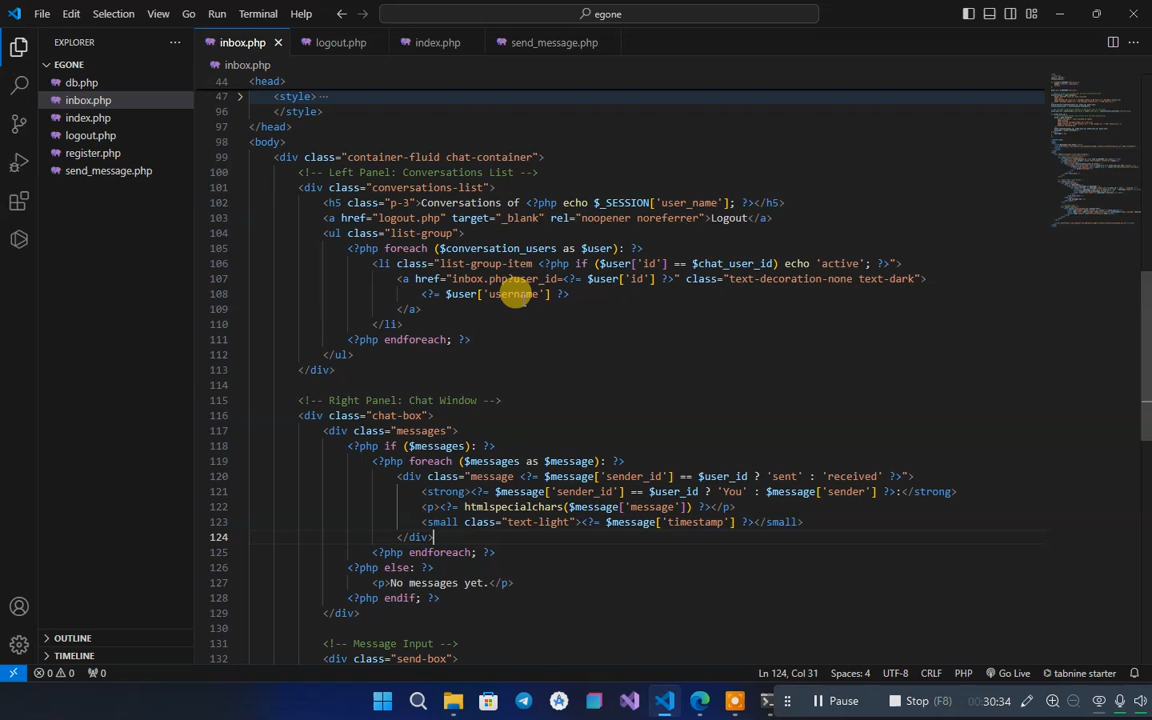 File Edit Selection View Go Run Terminal Help egone
EXPLORER
EGONE
db.php
inbox.php
index.php
logout.php
register.php
send_message.php
OUTLINE
TIMELINE
inbox.php logout.php index.php send_message.php
inbox.php
44 <head>
47 <style> ...
96 </style>
97 </head>
98 <body>
99 <div class="container-fluid chat-container">
100 <!-- Left Panel: Conversations List -->
101 <div class="conversations-list">
102 <h5 class="p-3">Conversations of <?php echo $_SESSION['user_name']; ?></h5>
103 <a href="logout.php" target="_blank" rel="noopener noreferrer">Logout</a>
104 <ul class="list-group">
105 <?php foreach ($conversation_users as $user): ?>
106 <li class="list-group-item <?php if ($user['id'] == $chat_user_id) echo 'active'; ?>">
107 <a href="inbox.php?user_id=<?= $user['id'] ?>" class="text-decoration-none text-dark">
108 <?= $user['username'] ?>
109 </a>
110 </li>
111 <?php endforeach; ?>
112 </ul>
113 </div>
114
115 <!-- Right Panel: Chat Window -->
116 <div class="chat-box">
117 <div class="messages">
118 <?php if ($messages): ?>
119 <?php foreach ($messages as $message): ?>
120 <div class="message <?= $message['sender_id'] == $user_id ? 'sent' : 'received' ?>">
121 <strong><?= $message['sender_id'] == $user_id ? 'You' : $message['sender'] ?>:</strong>
122 <p><?= htmlspecialchars($message['message']) ?></p>
123 <small class="text-light"><?= $message['timestamp'] ?></small>
124 </div>
125 <?php endforeach; ?>
126 <?php else: ?>
127 <p>No messages yet.</p>
128 <?php endif; ?>
129 </div>
130
131 <!-- Message Input -->
132 <div class="send-box">
0 0 0 Ln 124, Col 31 Spaces: 4 UTF-8 CRLF PHP Go Live tabnine starter
Pause Stop (F8) 00:30:34